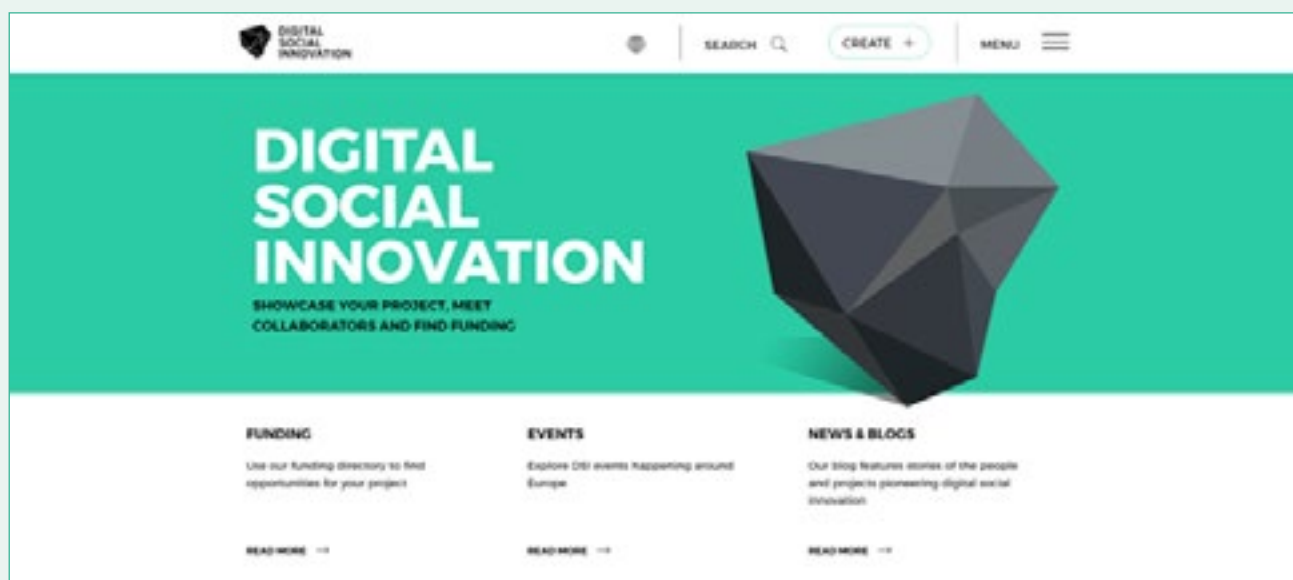 DIGITAL
SOCIAL
INNOVATION
SEARCH
CREATE +
MENU
DIGITAL
SOCIAL
INNOVATION
SHOWCASE YOUR PROJECT, MEET
COLLABORATORS AND FIND FUNDING
FUNDING
Use our funding directory to find
opportunities for your project
READ MORE →
EVENTS
Explore DSI events happening around
Europe
READ MORE →
NEWS & BLOGS
Our blog features stories of the people
and projects pioneering digital social
innovation
READ MORE →